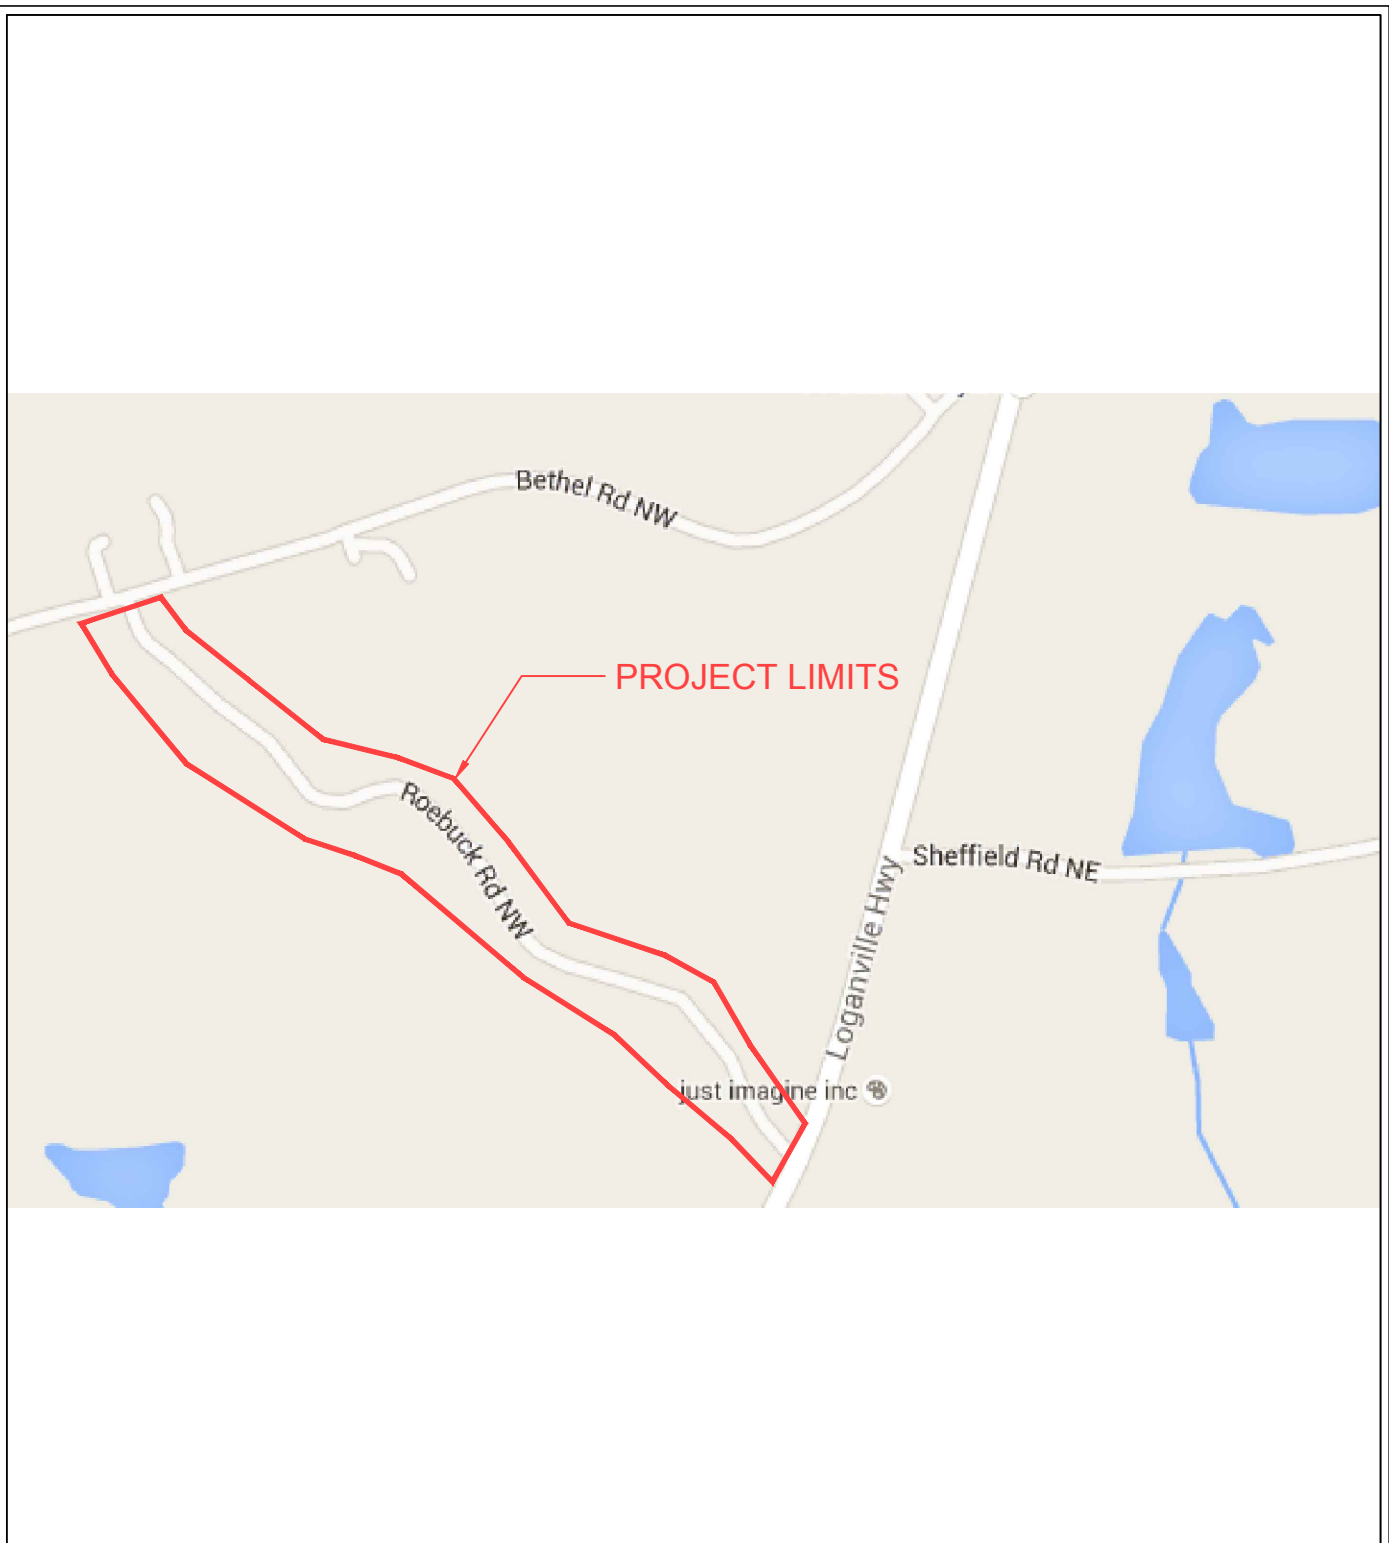 Bethel Rd NW
PROJECT LIMITS
Roebuck Rd NW
Sheffield Rd NE
Loganville Hwy
just imagine inc